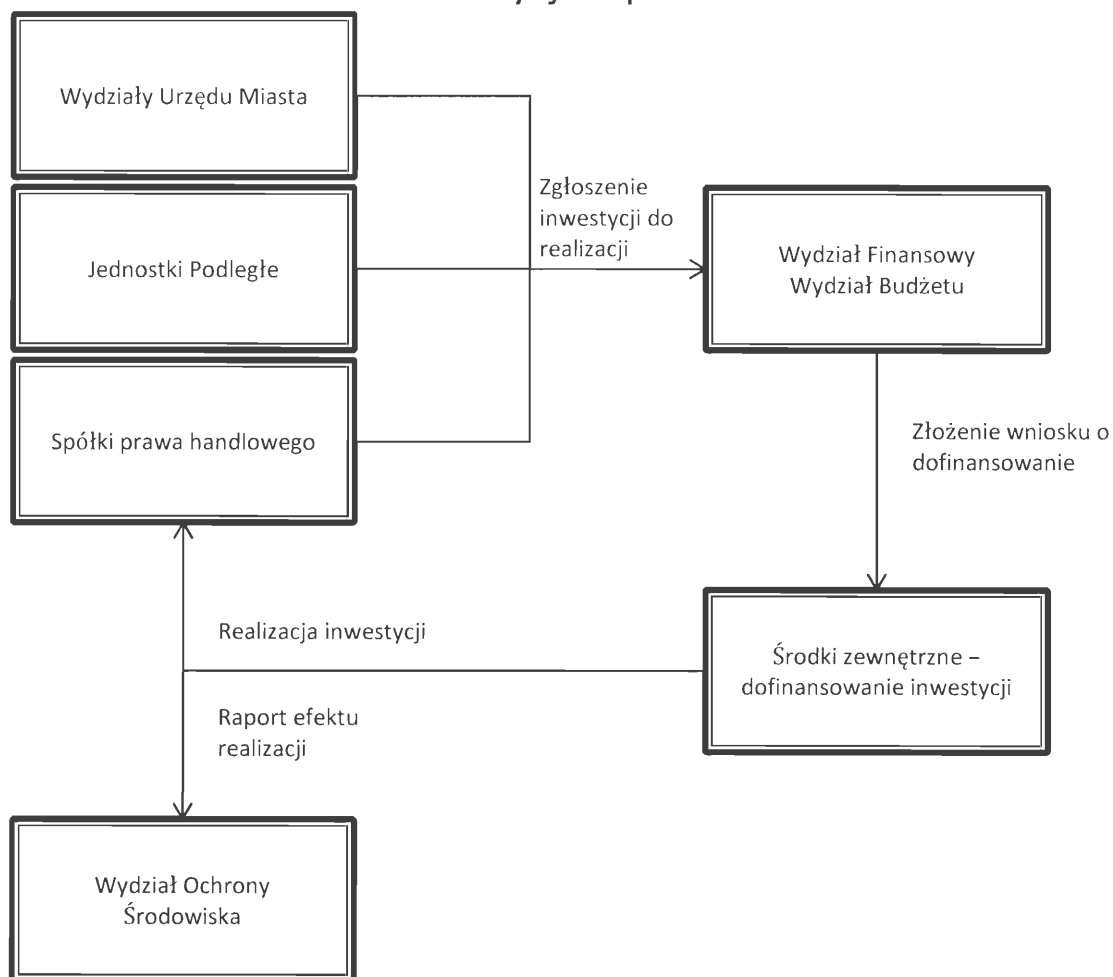 Wydziały Urzędu Miasta
Jednostki Podległe
Spółki prawa handlowego
Zgłoszenie
inwestycji do
realizacji
Wydział Finansowy
Wydział Budżetu
Złożenie wniosku o
dofinansowanie
Środki zewnętrzne –
dofinansowanie inwestycji
Realizacja inwestycji
Raport efektu
realizacji
Wydział Ochrony
Środowiska